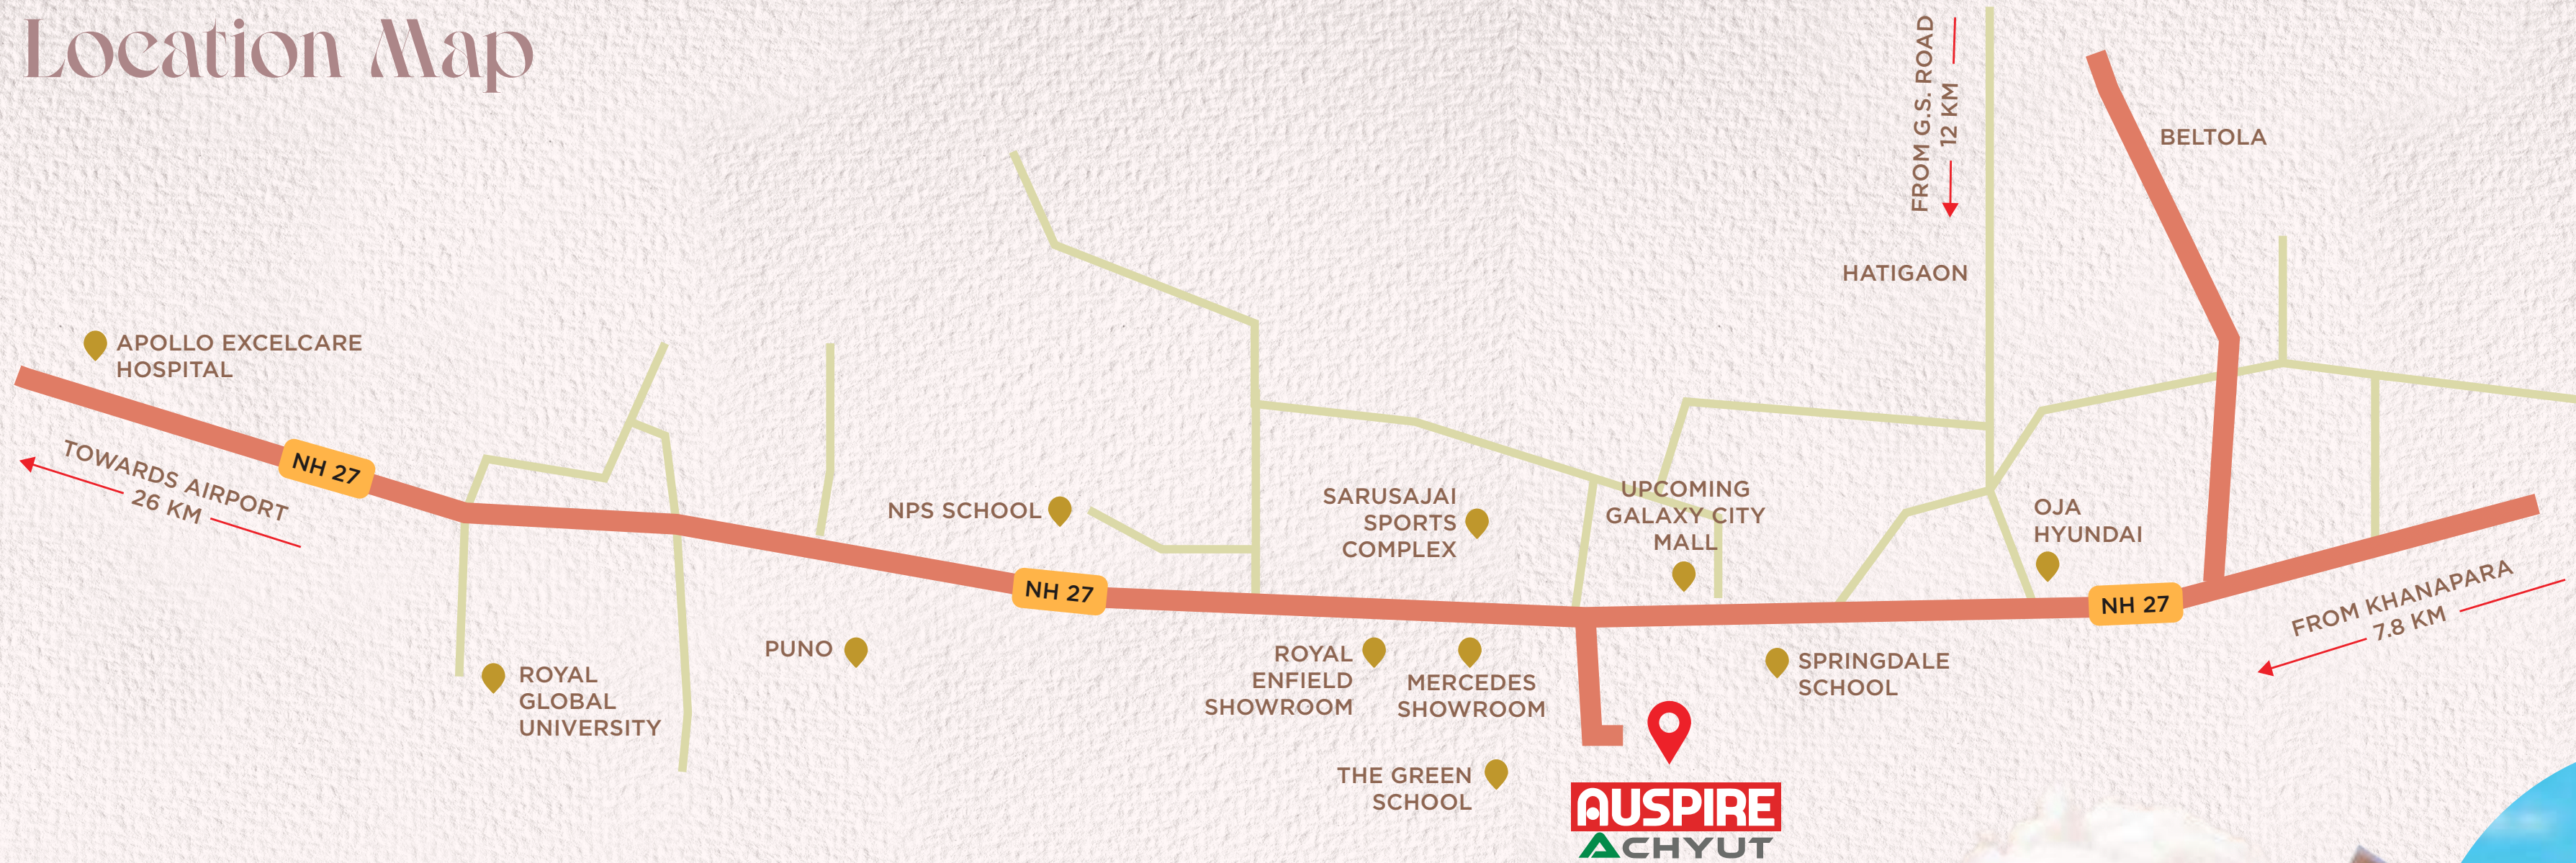 Location Map
FROM G.S. ROAD
12 KM
BELTOLA
HATIGAON
APOLLO EXCELCARE
HOSPITAL
NH 27
TOWARDS AIRPORT
26 KM
NPS SCHOOL
SARUSAJAI
SPORTS
COMPLEX
UPCOMING
GALAXY CITY
MALL
OJA
HYUNDAI
NH 27
NH 27
FROM KHANAPARA
7.8 KM
ROYAL
GLOBAL
UNIVERSITY
PUNO
ROYAL
ENFIELD
SHOWROOM
MERCEDES
SHOWROOM
SPRINGDALE
SCHOOL
THE GREEN
SCHOOL
AUSPIRE
ACHYUT